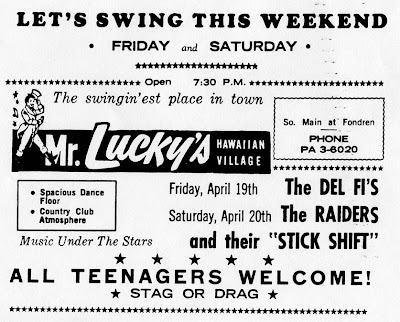 LET'S SWING THIS WEEKEND
• FRIDAY and SATURDAY •
Open 7:30 P.M.
The swingin'est place in town
Mr. Lucky's HAWAIIAN VILLAGE
So. Main at Fondren
PHONE
PA 3-6020
• Spacious Dance Floor
• Country Club Atmosphere
Music Under The Stars
Friday, April 19th The DEL FI'S
Saturday, April 20th The RAIDERS
and their "STICK SHIFT"
ALL TEENAGERS WELCOME!
STAG OR DRAG